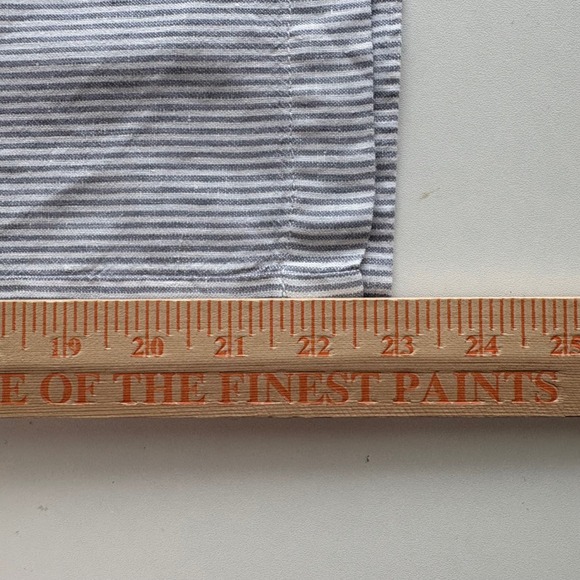 19 20 21 22 23 24 25
E OF THE FINEST PAINTS